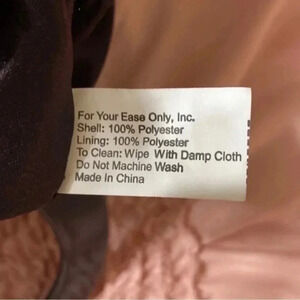 For Your Ease Only, Inc.
Shell: 100% Polyester
Lining: 100% Polyester
To Clean: Wipe With Damp Cloth
Do Not Machine Wash
Made In China